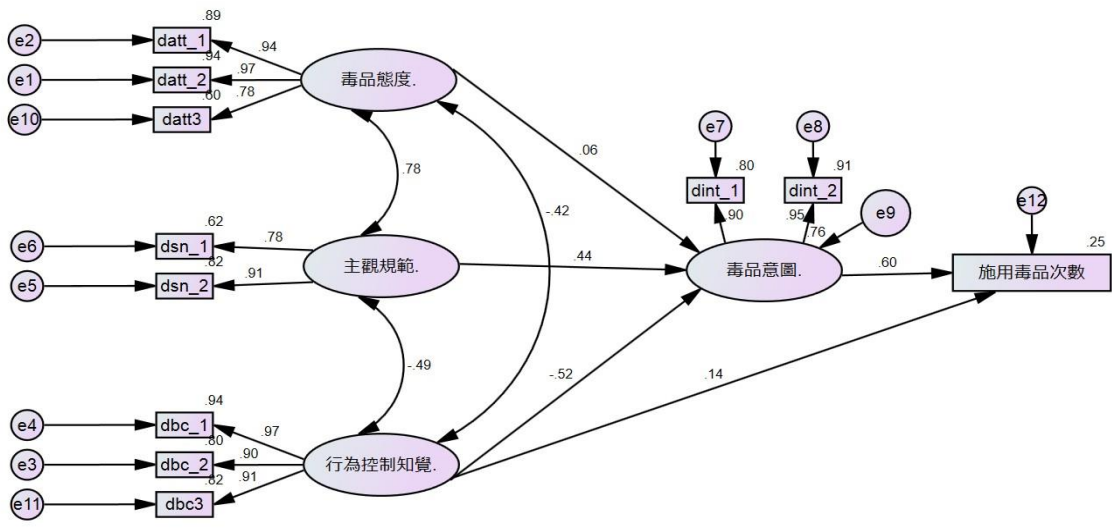 .89
e2
datt_1
.94
.94
e1
datt_2
.97
毒品態度.
.60
.78
e10
datt3
e7
e8
.06
.80
.91
.78
dint_1
dint_2
-.42
.90
.95
.76
e9
e12
.62
e6
dsn_1
.78
.25
.82
主觀規範.
.44
毒品意圖.
.60
施用毒品次數
e5
dsn_2
.91
-.49
-.52
.14
.94
e4
dbc_1
.97
.80
e3
dbc_2
.90
行為控制知覺.
.82
.91
e11
dbc3